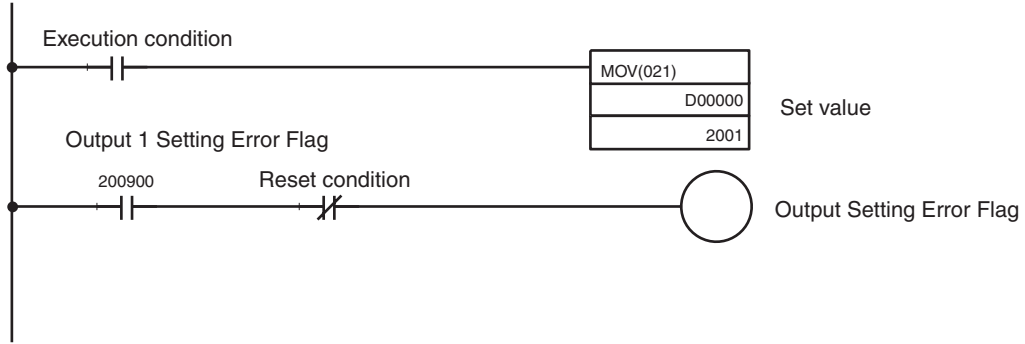 Execution condition
MOV(021)
D00000
Set value
2001
Output 1 Setting Error Flag
200900
Reset condition
Output Setting Error Flag